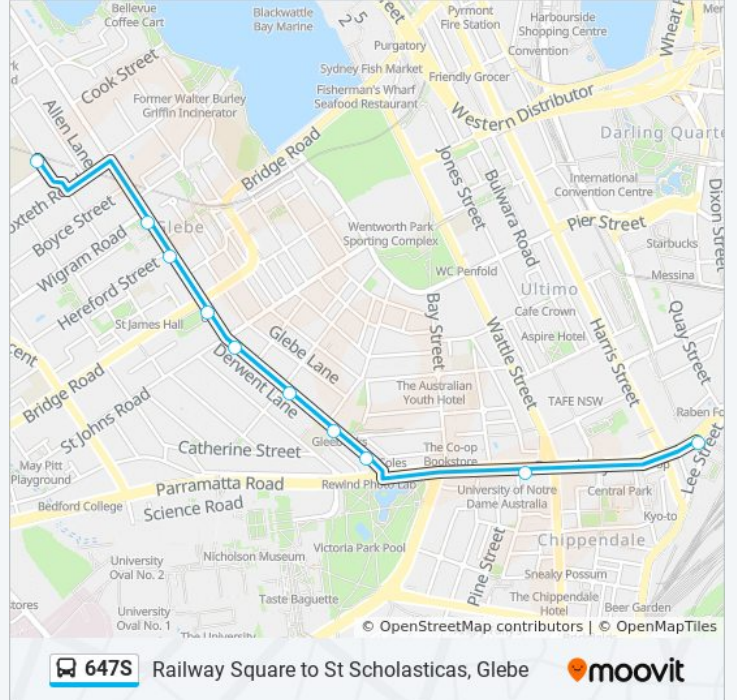 Bellevue
Coffee Cart
Blackwattle
Bay Marine
Pyrmont
Fire Station
Harbourside
Shopping Centre
Convention
Purgatory
Sydney Fish Market
Friendly Grocer
Fisherman's Wharf
Seafood Restaurant
Cook Street
Former Walter Burley
Griffin Incinerator
Allen Lane
Western Distributor
Darling Quarte
Bridge Road
Jones Street
Bulwara Road
International
Convention Centre
Dixon Street
Pier Street
oxteth Road
Boyce Street
Glebe
Wentworth Park
Sporting Complex
Starbucks
Wigram Road
WC Penfold
Messina
Hereford Street
Ultimo
Cafe Crown
Aspire Hotel
St James Hall
Bay Street
Wattle Street
Harris Street
Quay Street
Glebe Lane
Derwent Lane
Bridge Road
The Australian
Youth Hotel
TAFE NSW
Raben Fo
St Johns Road
Catherine Street
The Co-op
Bookstore
Lee Street
May Pitt
Playground
Parramatta Road
Science Road
Bedford College
University of Notre
Dame Australia
Central Park
Kyo-to
Victoria Park Pool
Nicholson Museum
Chippendale
University
Oval No. 2
Pine Street
Sneaky Possum
Taste Baguette
The Chippendale
Hotel
Beer Garden
University
Oval No. 1
© OpenStreetMap contributors | © OpenMapTiles
647S Railway Square to St Scholasticas, Glebe moovit